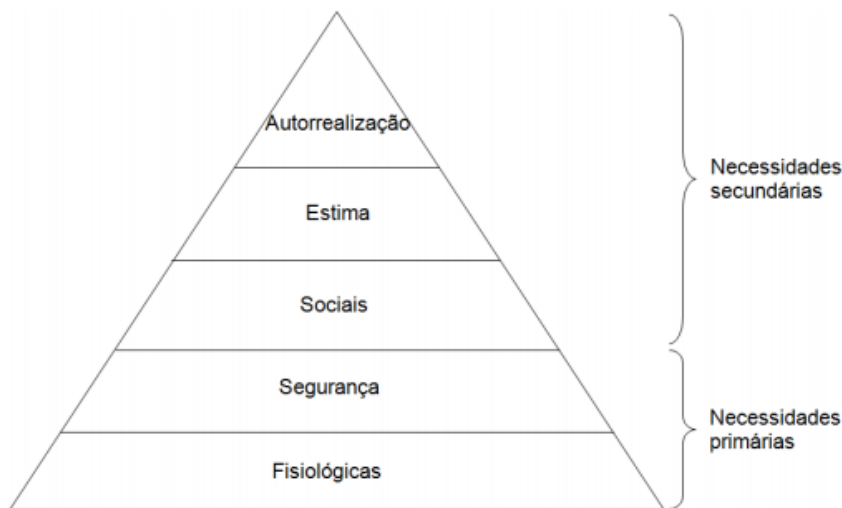 Autorrealização
Estima
Sociais
Segurança
Fisiológicas
Necessidades
secundárias
Necessidades
primárias